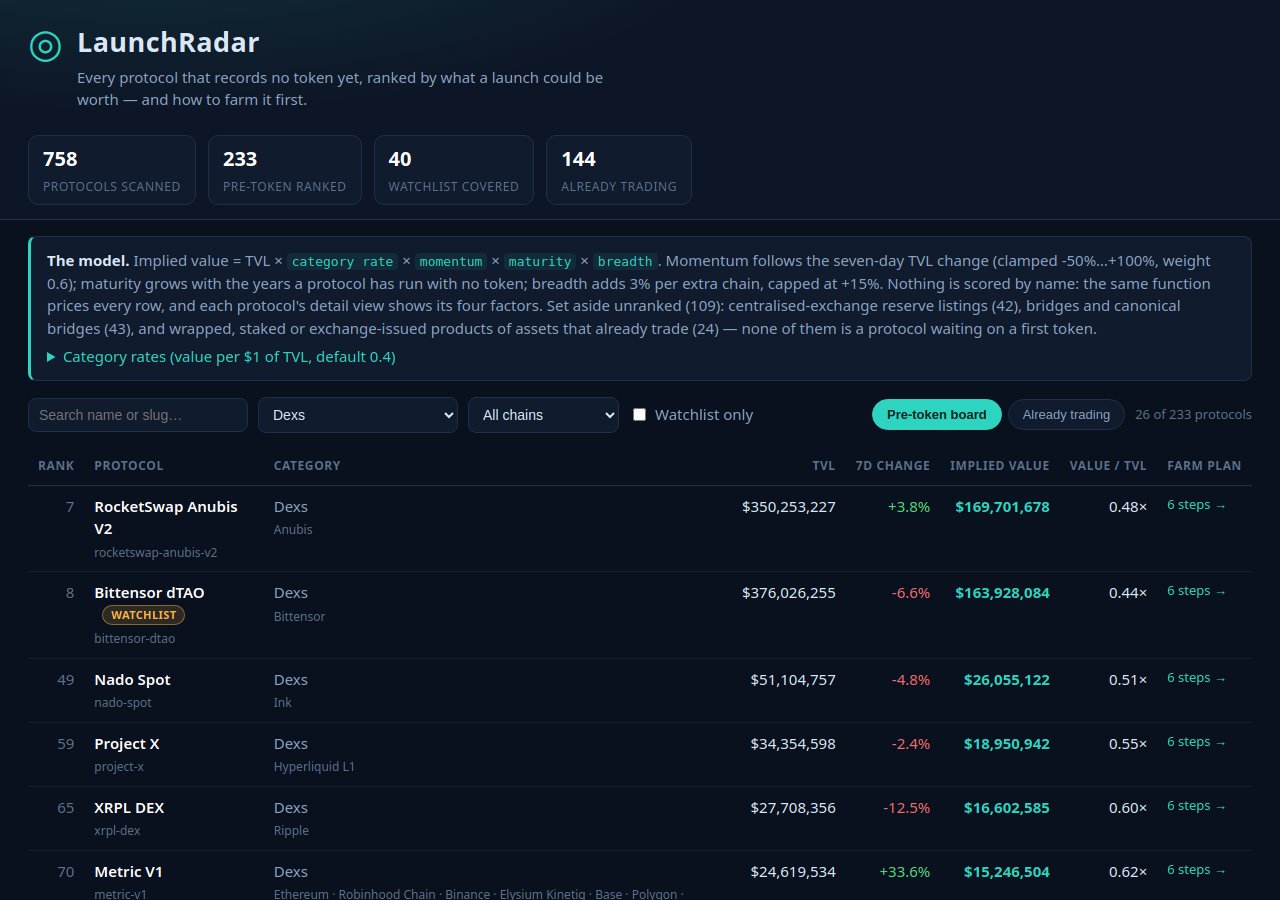 LaunchRadar
Every protocol that records no token yet, ranked by what a launch could be
worth — and how to farm it first.
758
PROTOCOLS SCANNED
233
PRE-TOKEN RANKED
40
WATCHLIST COVERED
144
ALREADY TRADING
The model. Implied value = TVL × category rate × momentum × maturity × breadth. Momentum follows the seven-day TVL change (clamped -50%…+100%, weight
0.6); maturity grows with the years a protocol has run with no token; breadth adds 3% per extra chain, capped at +15%. Nothing is scored by name: the same function
prices every row, and each protocol's detail view shows its four factors. Set aside unranked (109): centralised-exchange reserve listings (42), bridges and canonical
bridges (43), and wrapped, staked or exchange-issued products of assets that already trade (24) — none of them is a protocol waiting on a first token.
▶ Category rates (value per $1 of TVL, default 0.4)
Search name or slug… Dexs All chains Watchlist only Pre-token board Already trading 26 of 233 protocols
RANK PROTOCOL CATEGORY TVL 7D CHANGE IMPLIED VALUE VALUE / TVL FARM PLAN
7 RocketSwap Anubis Dexs $350,253,227 +3.8% $169,701,678 0.48× 6 steps →
V2 Anubis
rocketswap-anubis-v2
8 Bittensor dTAO Dexs $376,026,255 -6.6% $163,928,084 0.44× 6 steps →
WATCHLIST Bittensor
bittensor-dtao
49 Nado Spot Dexs $51,104,757 -4.8% $26,055,122 0.51× 6 steps →
nado-spot Ink
59 Project X Dexs $34,354,598 -2.4% $18,950,942 0.55× 6 steps →
project-x Hyperliquid L1
65 XRPL DEX Dexs $27,708,356 -12.5% $16,602,585 0.60× 6 steps →
xrpl-dex Ripple
70 Metric V1 Dexs $24,619,534 +33.6% $15,246,504 0.62× 6 steps →
metric-v1 Ethereum · Robinhood Chain · Binance · Elysium Kinetiq · Base · Polygon ·